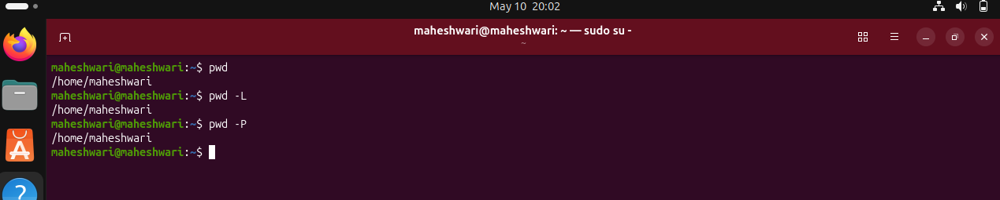 May 10 20:02
maheshwari@maheshwari: ~ — sudo su -
~
maheshwari@maheshwari:~$ pwd
/home/maheshwari
maheshwari@maheshwari:~$ pwd -L
/home/maheshwari
maheshwari@maheshwari:~$ pwd -P
/home/maheshwari
maheshwari@maheshwari:~$